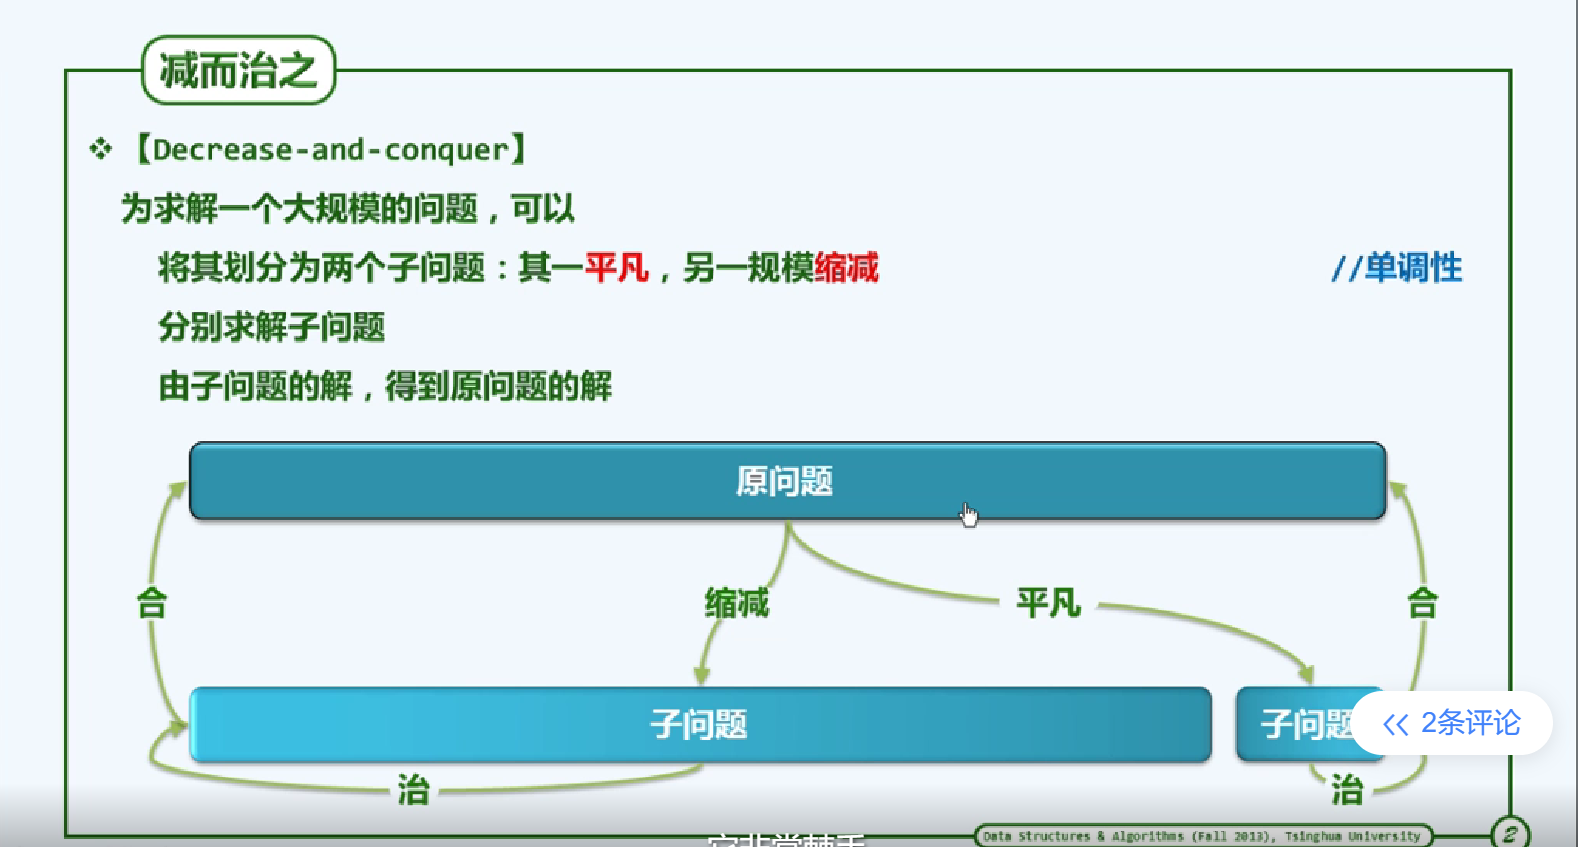 减而治之
【Decrease-and-conquer】
为求解一个大规模的问题，可以
将其划分为两个子问题：其一平凡，另一规模缩减 //单调性
分别求解子问题
由子问题的解，得到原问题的解
原问题
合 缩减 平凡 合
子问题 子问题
<< 2条评论
治 治
Data Structures & Algorithms (Fall 2013), Tsinghua University 2